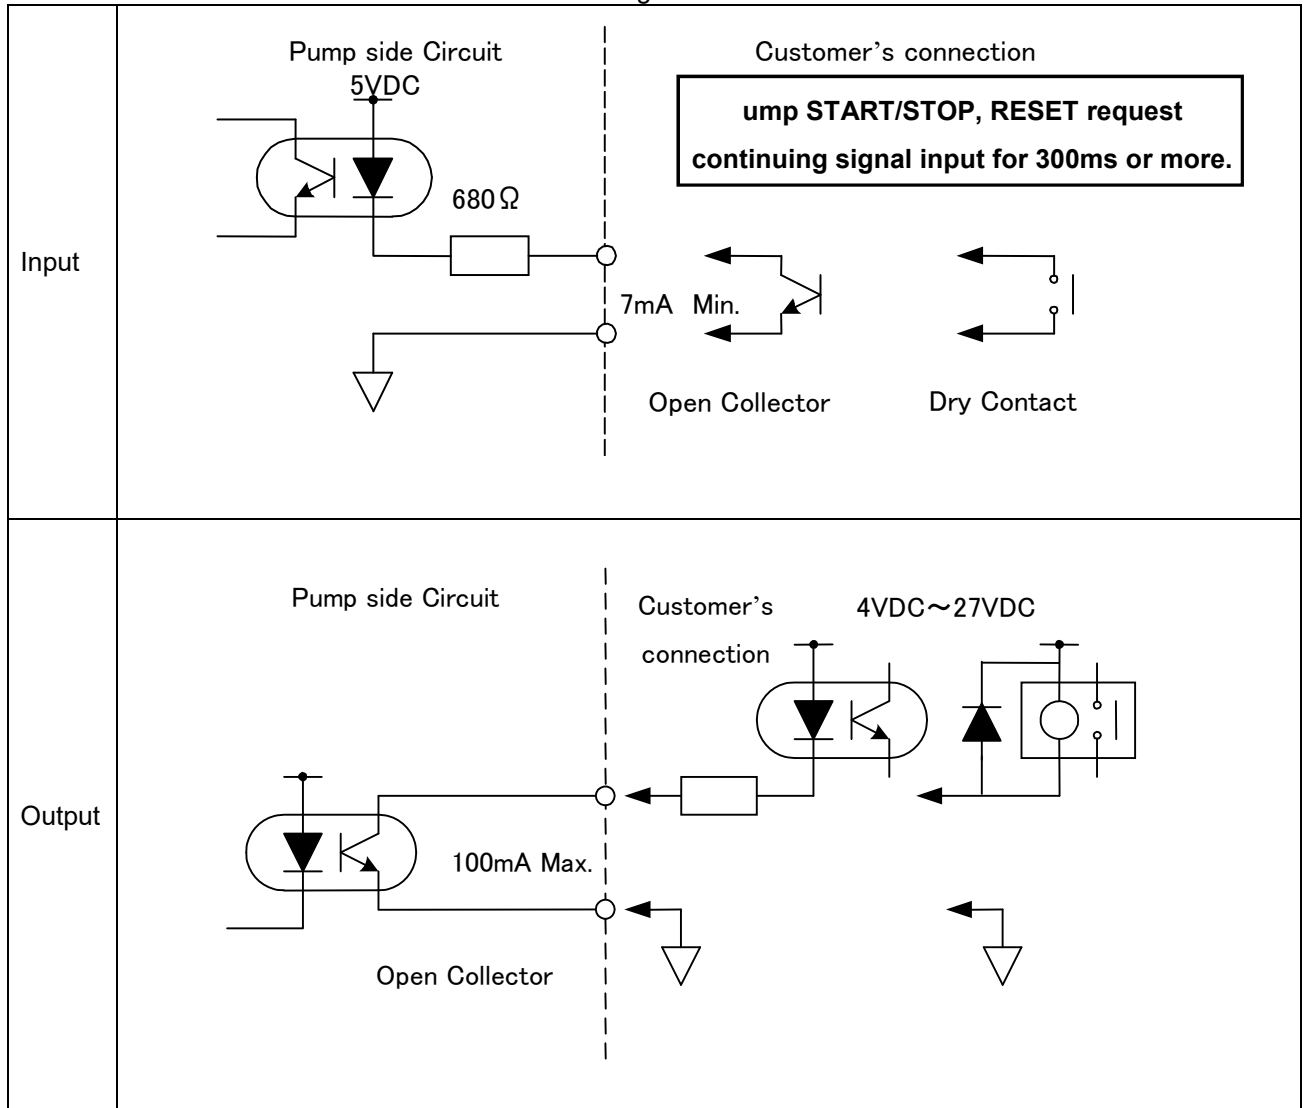 Input
Pump side Circuit
5VDC
Customer's connection
ump START/STOP, RESET request
continuing signal input for 300ms or more.
680Ω
7mA Min.
Open Collector
Dry Contact
Output
Pump side Circuit
Customer's
connection
4VDC～27VDC
100mA Max.
Open Collector